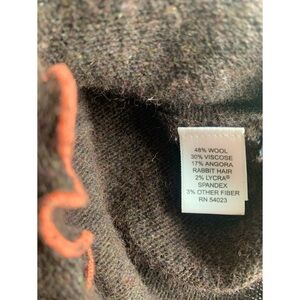 48% WOOL
30% VISCOSE
17% ANGORA
RABBIT HAIR
2% LYCRA®
SPANDEX
3% OTHER FIBER
RN 54023